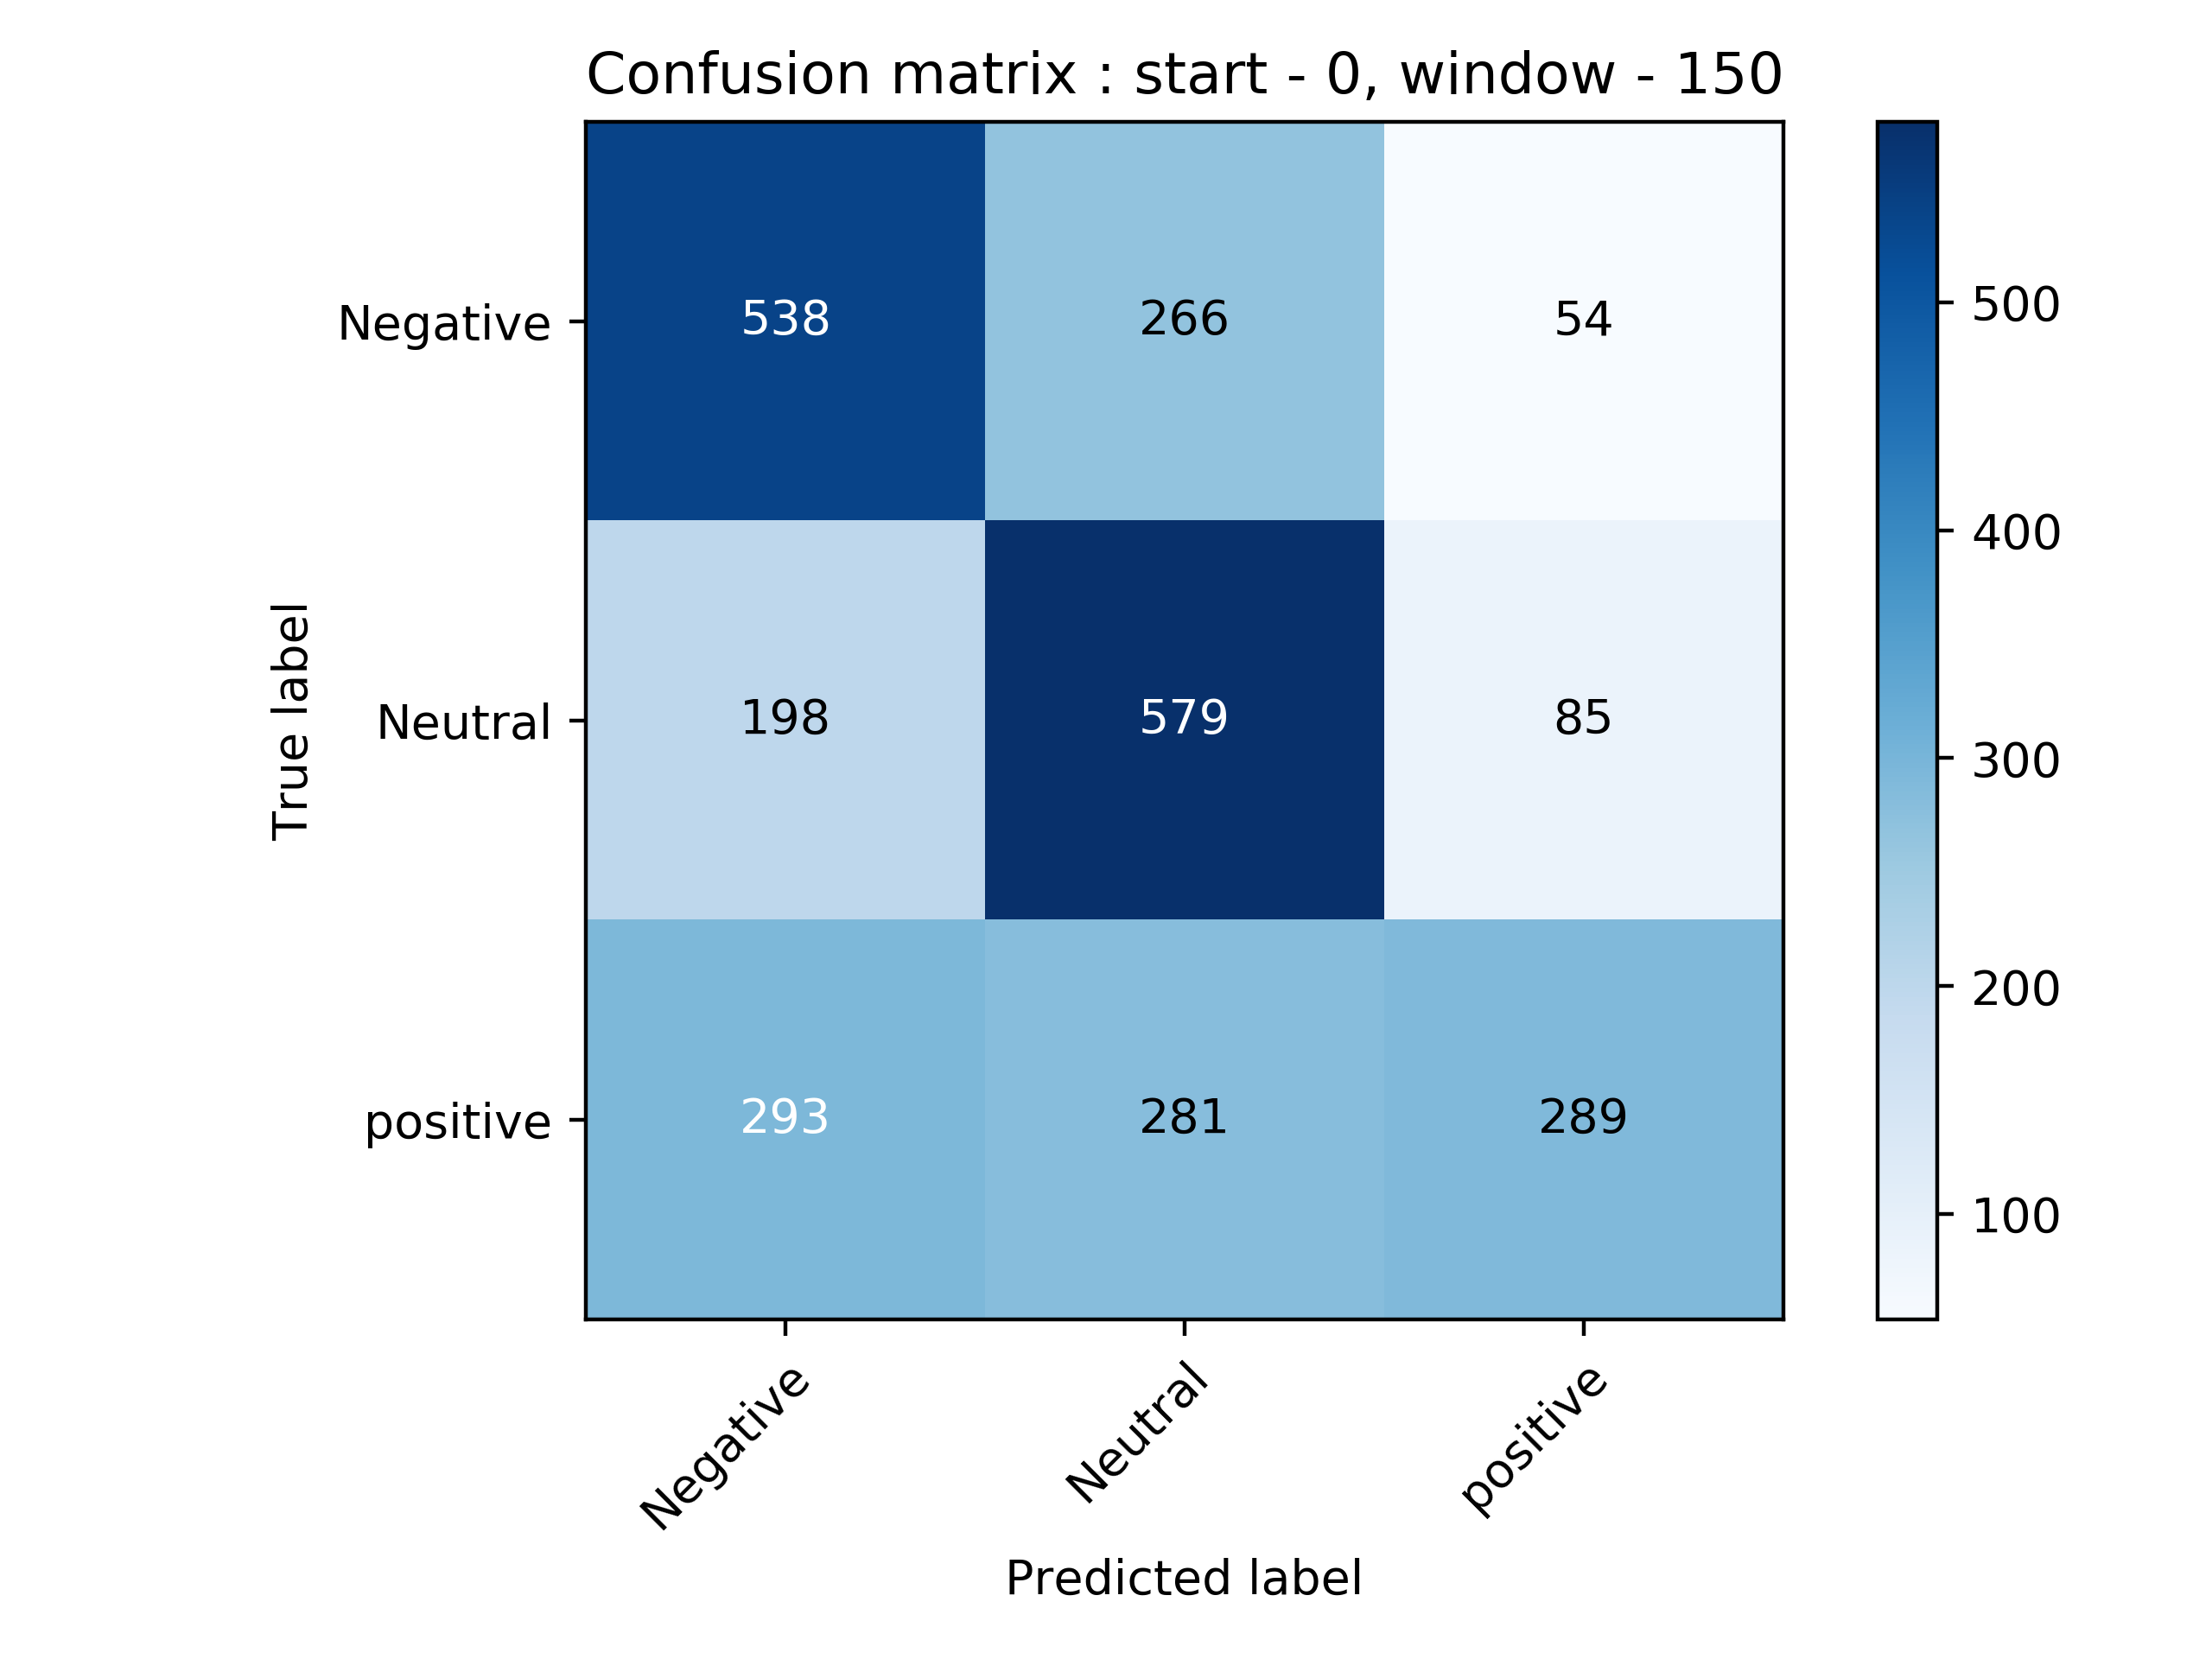 Confusion matrix : start - 0, window - 150
Negative 538 266 54
Neutral 198 579 85
positive 293 281 289
Negative Neutral positive
Predicted label
True label
500
400
300
200
100